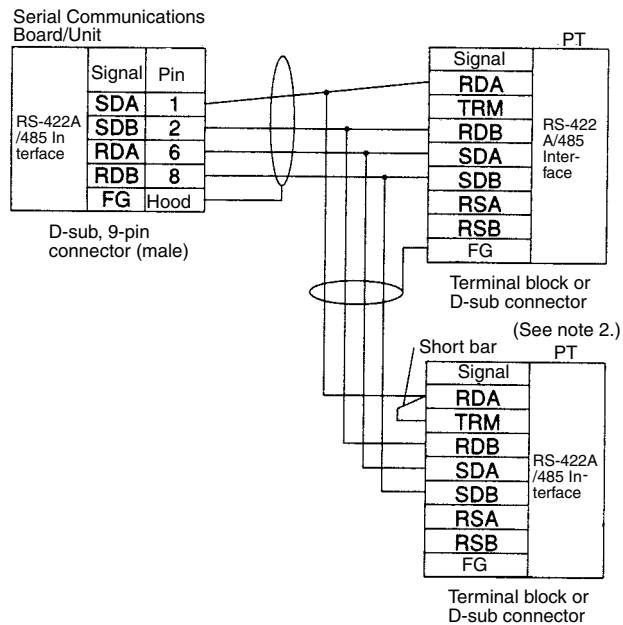 Serial Communications
Board/Unit
RS-422A
/485 In
terface
Signal Pin
SDA 1
SDB 2
RDA 6
RDB 8
FG Hood
D-sub, 9-pin
connector (male)
PT
Signal
RDA
TRM
RDB
SDA
SDB
RSA
RSB
FG
RS-422
A/485
Inter-
face
Terminal block or
D-sub connector
(See note 2.)
Short bar
PT
Signal
RDA
TRM
RDB
SDA
SDB
RSA
RSB
FG
RS-422A
/485 In-
terface
Terminal block or
D-sub connector